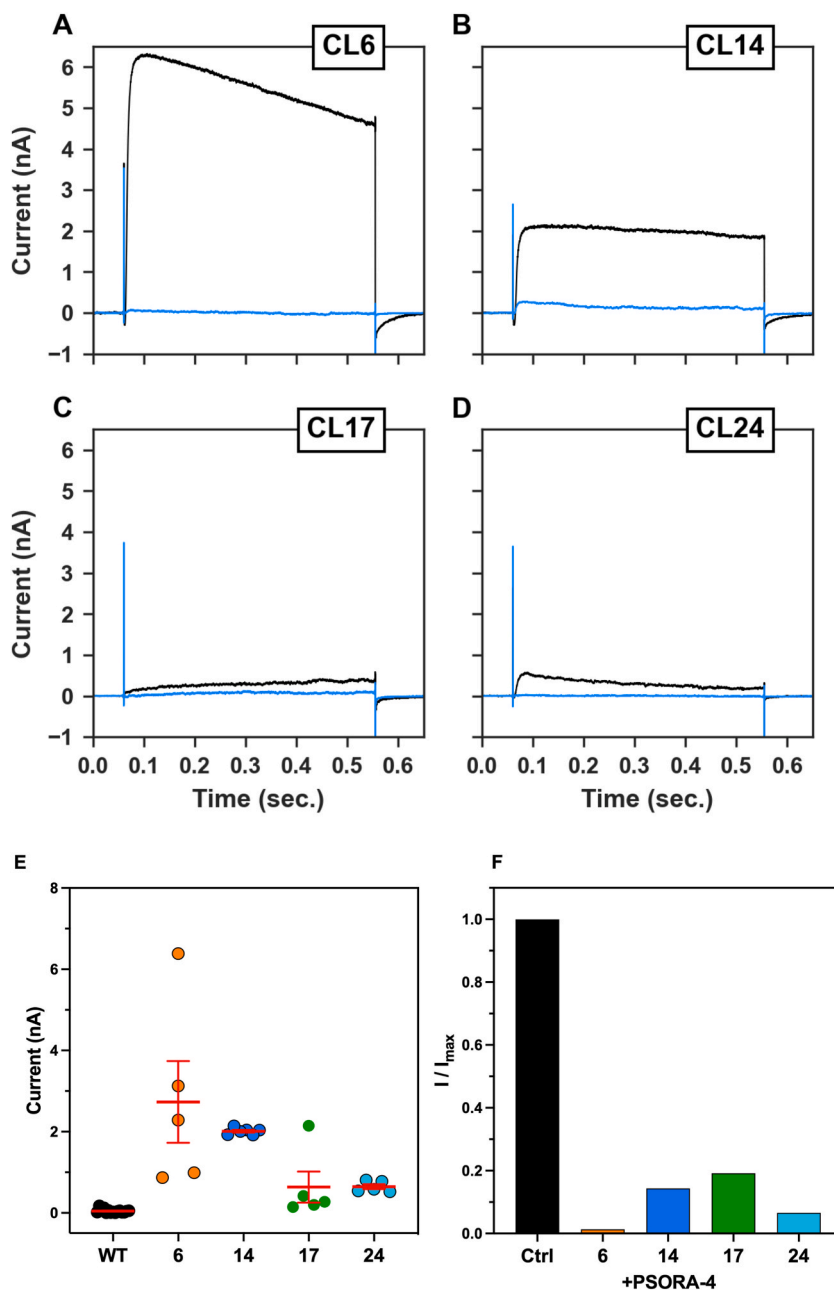 A
CL6
B
CL14
6
5
4
3
2
1
0
−1
Current (nA)
C
CL17
D
CL24
6
5
4
3
2
1
0
−1
Current (nA)
0.0 0.1 0.2 0.3 0.4 0.5 0.6
0.0 0.1 0.2 0.3 0.4 0.5 0.6
Time (sec.)
Time (sec.)
E
8
6
4
2
0
Current (nA)
WT 6 14 17 24
F
1.0
0.8
0.6
0.4
0.2
0.0
I / Imax
Ctrl 6 14 17 24
+PSORA-4